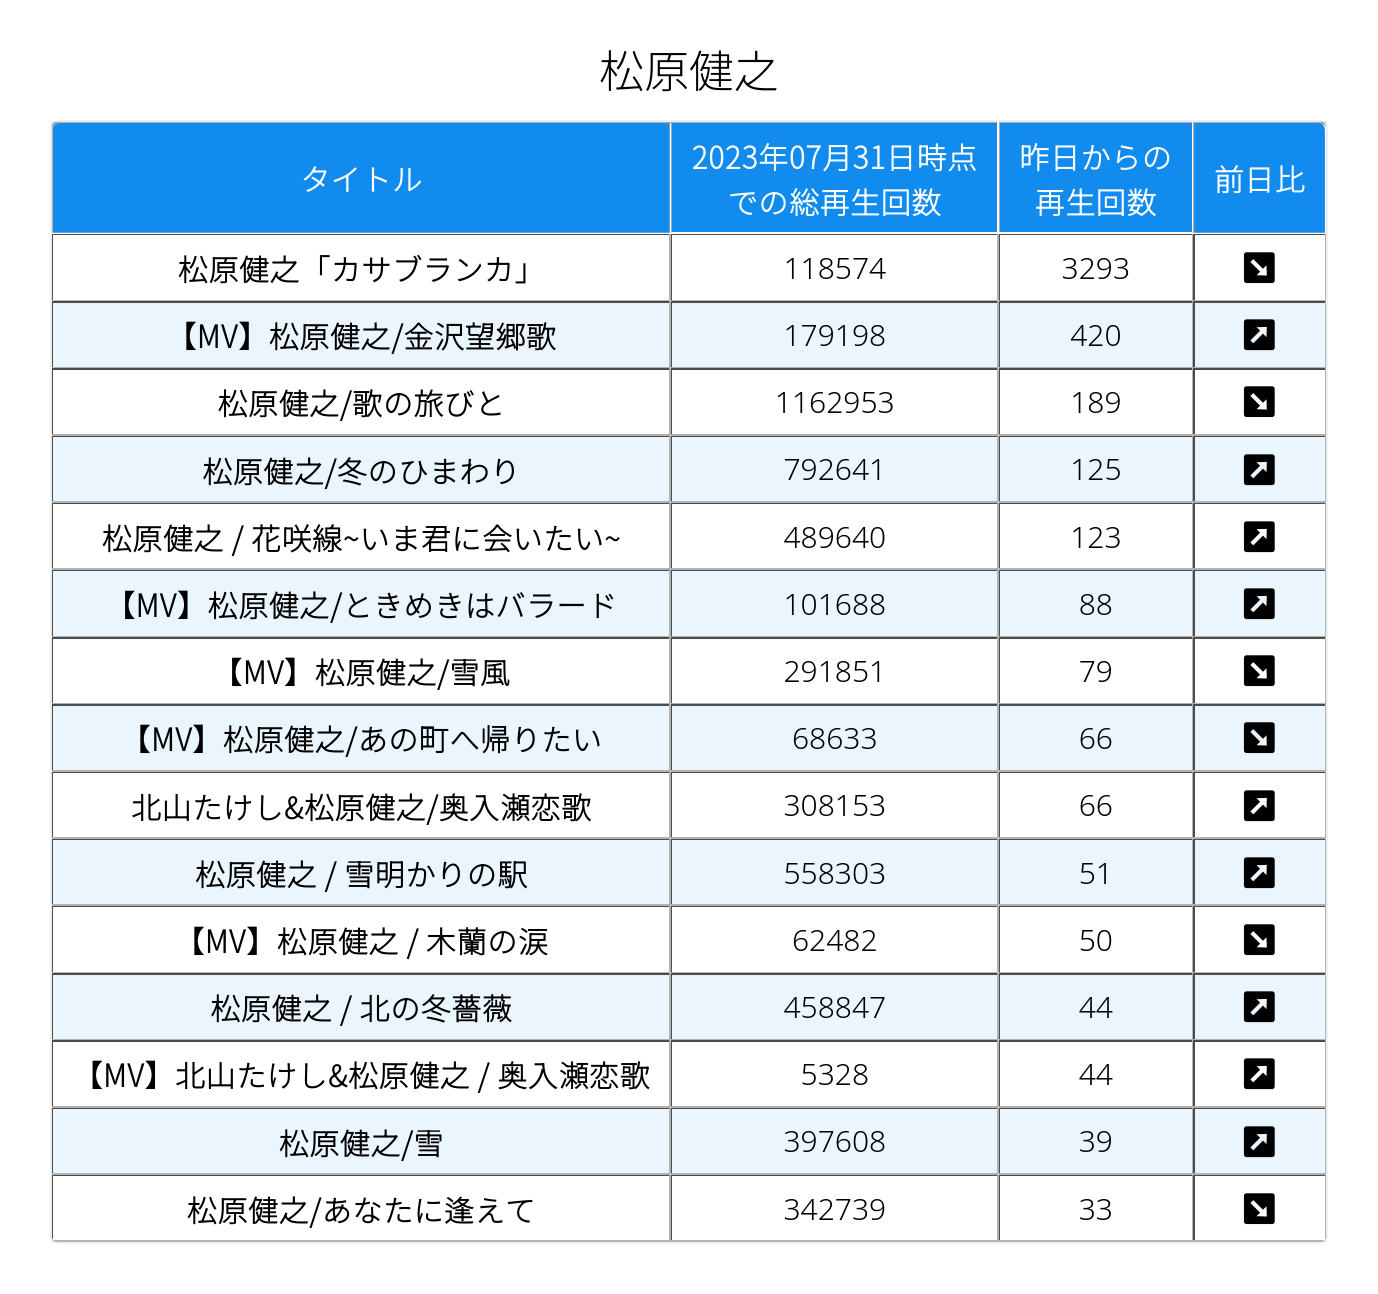 松原健之
タイトル 2023年07月31日時点での総再生回数 昨日からの再生回数 前日比
松原健之「カサブランカ」 118574 3293 ↘
【MV】松原健之/金沢望郷歌 179198 420 ↗
松原健之/歌の旅びと 1162953 189 ↘
松原健之/冬のひまわり 792641 125 ↗
松原健之 / 花咲線~いま君に会いたい~ 489640 123 ↗
【MV】松原健之/ときめきはバラード 101688 88 ↗
【MV】松原健之/雪風 291851 79 ↘
【MV】松原健之/あの町へ帰りたい 68633 66 ↘
北山たけし&松原健之/奥入瀬恋歌 308153 66 ↗
松原健之 / 雪明かりの駅 558303 51 ↗
【MV】松原健之 / 木蘭の涙 62482 50 ↘
松原健之 / 北の冬薔薇 458847 44 ↗
【MV】北山たけし&松原健之 / 奥入瀬恋歌 5328 44 ↗
松原健之/雪 397608 39 ↗
松原健之/あなたに逢えて 342739 33 ↘